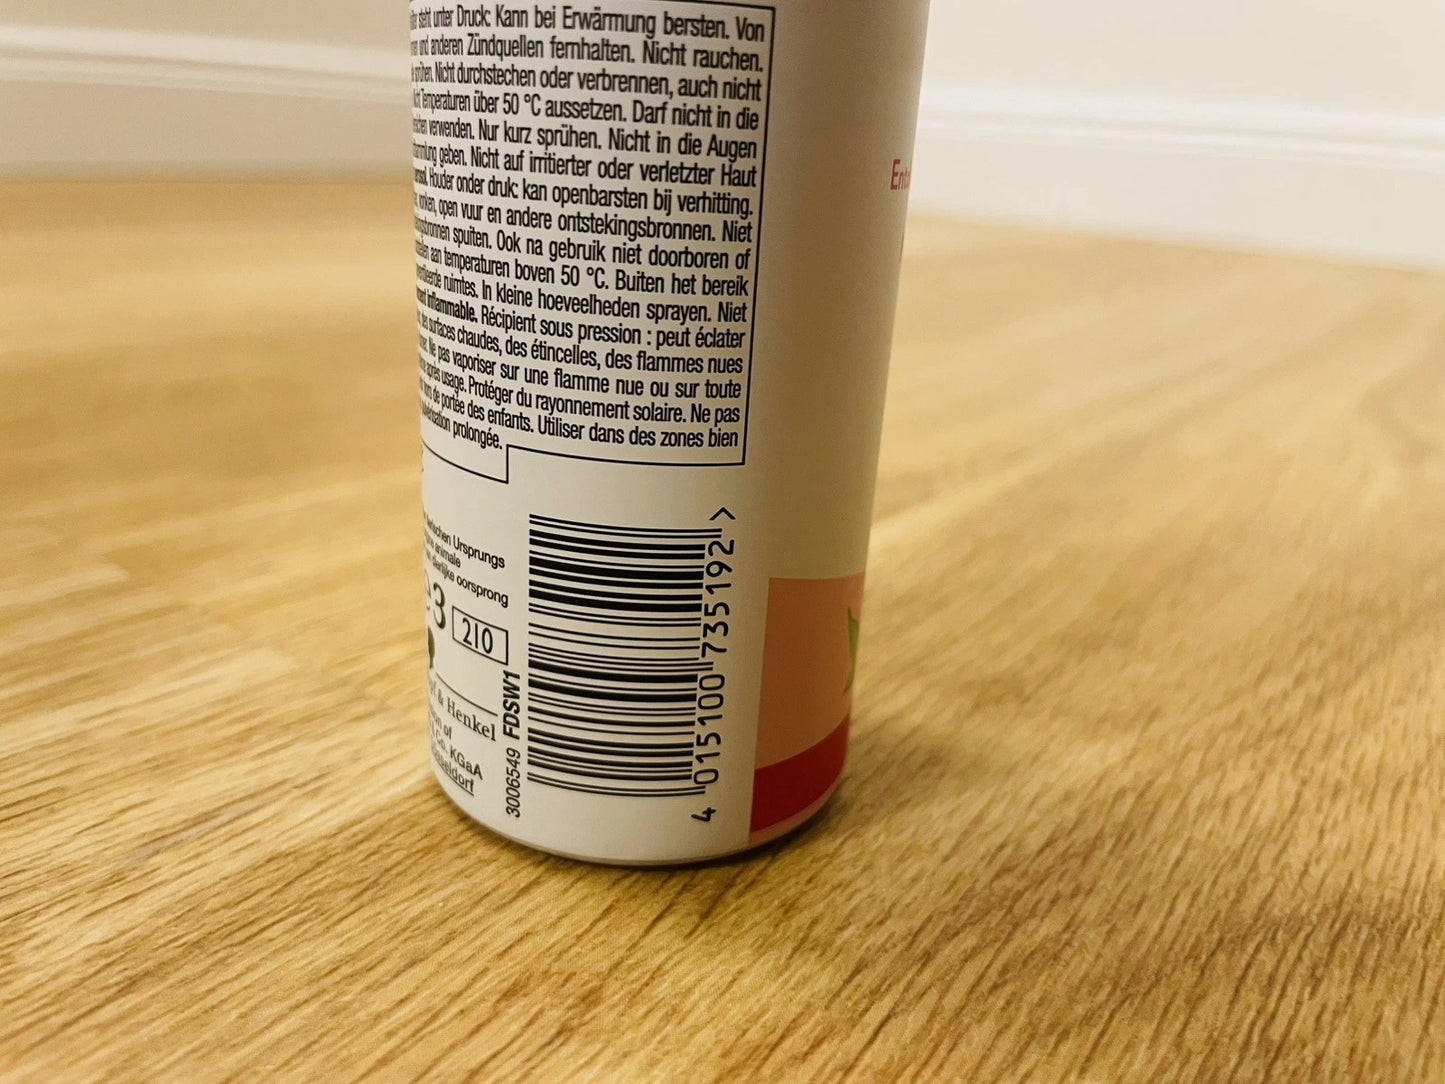 steht unter Druck: Kann bei Erwärmung bersten. Von
und anderen Zündquellen fernhalten. Nicht rauchen.
Nicht durchstechen oder verbrennen, auch nicht
Temperaturen über 50 °C aussetzen. Darf nicht in die
verwenden. Nur kurz sprühen. Nicht in die Augen
geben. Nicht auf irritierter oder verletzter Haut
Houder onder druk: kan openbarsten bij verhitting.
vonken, open vuur en andere ontstekingsbronnen. Niet
spuiten. Ook na gebruik niet doorboren of
aan temperaturen boven 50 °C. Buiten het bereik
ruimtes. In kleine hoeveelheden sprayen. Niet
inflammable. Récipient sous pression : peut éclater
des surfaces chaudes, des étincelles, des flammes nues
Ne pas vaporiser sur une flamme nue ou sur toute
après usage. Protéger du rayonnement solaire. Ne pas
de portée des enfants. Utiliser dans des zones bien
prolongée.
Ursprungs
animale
oorsprong
e3
210
& Henkel
of
Co. KGaA
3006549 FDSW1
4 015100 735192 >